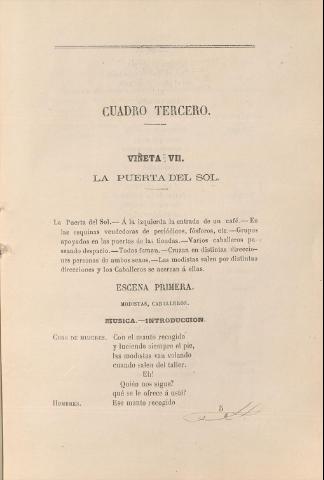 CUADRO TERCERO.
VIÑETA VII.
LA PUERTA DEL SOL.
La Puerta del Sol.—Á la izquierda la entrada de un café.—En
las esquinas vendedoras de periódicos, fósforos, etc.—Grupos
apoyados en las puertas de las tiendas.—Varios caballeros pa-
seando despacio.—Todos fuman.—Cruzan en distintas direccio-
nes personas de ambos sexos.—Las modistas salen por distintas
direcciones y los Caballeros se acercan á ellas.
ESCENA PRIMERA.
MODISTAS, CABALLEROS.
MUSICA.—INTRODUCCION.
CORO DE MUJERES. Con el manto recogido
y luciendo siempre el pié,
las modistas van volando
cuando salen del taller.
Eh!
Quién nos sigue?
qué se le ofrece á usté?
HOMBRES. Ese manto recogido
5